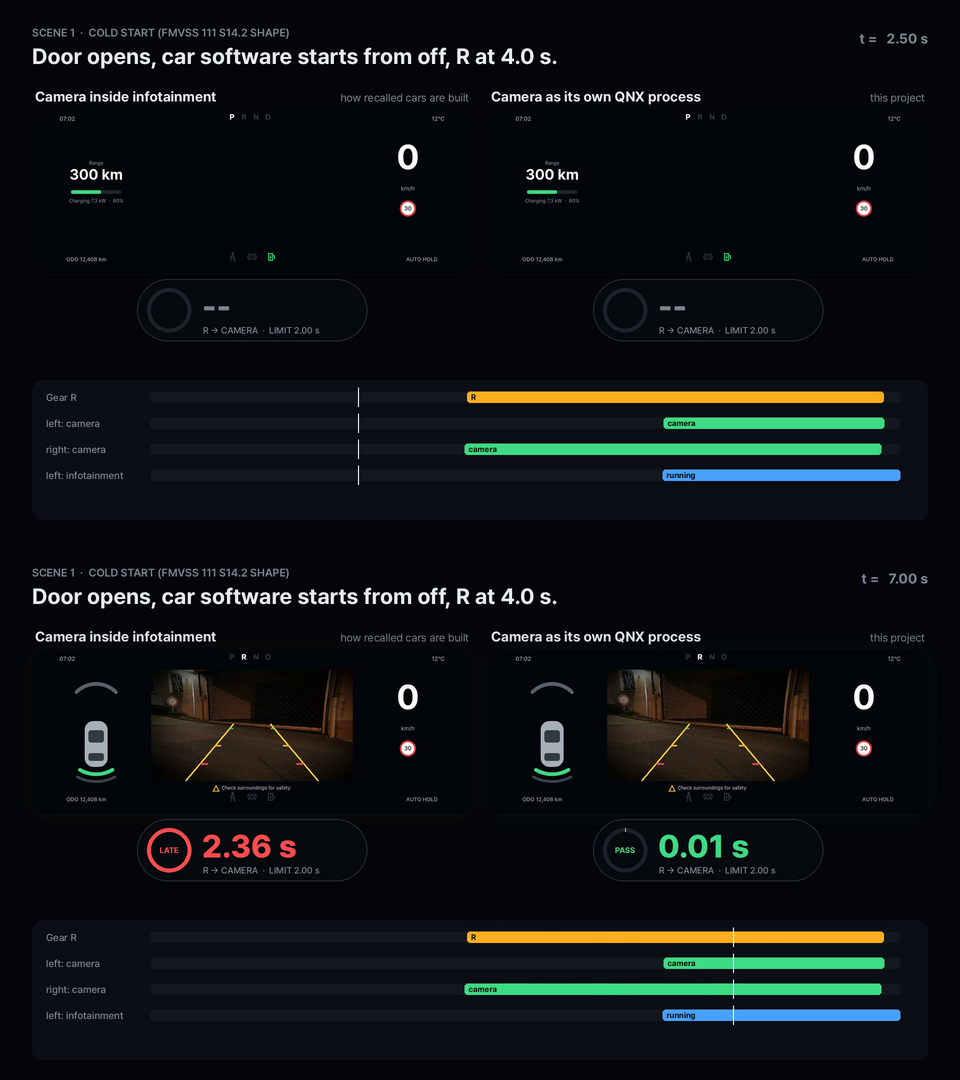 SCENE 1 · COLD START (FMVSS 111 S14.2 SHAPE)
t = 2.50 s
Door opens, car software starts from off, R at 4.0 s.
Camera inside infotainment
how recalled cars are built
Camera as its own QNX process
this project
07:02
P R N D
12°C
07:02
P R N D
12°C
0
0
Range
300 km
Range
300 km
km/h
km/h
Charging 7.3 kW · 60%
30
Charging 7.3 kW · 60%
30
ODO 12,408 km
AUTO HOLD
ODO 12,408 km
AUTO HOLD
R → CAMERA · LIMIT 2.00 s
R → CAMERA · LIMIT 2.00 s
Gear R
R
left: camera
camera
right: camera
camera
left: infotainment
running
SCENE 1 · COLD START (FMVSS 111 S14.2 SHAPE)
t = 7.00 s
Door opens, car software starts from off, R at 4.0 s.
Camera inside infotainment
how recalled cars are built
Camera as its own QNX process
this project
07:02
P R N D
12°C
07:02
P R N D
12°C
0
0
km/h
km/h
30
30
Check surroundings for safety
Check surroundings for safety
ODO 12,408 km
AUTO HOLD
ODO 12,408 km
AUTO HOLD
LATE
2.36 s
R → CAMERA · LIMIT 2.00 s
PASS
0.01 s
R → CAMERA · LIMIT 2.00 s
Gear R
R
left: camera
camera
right: camera
camera
left: infotainment
running